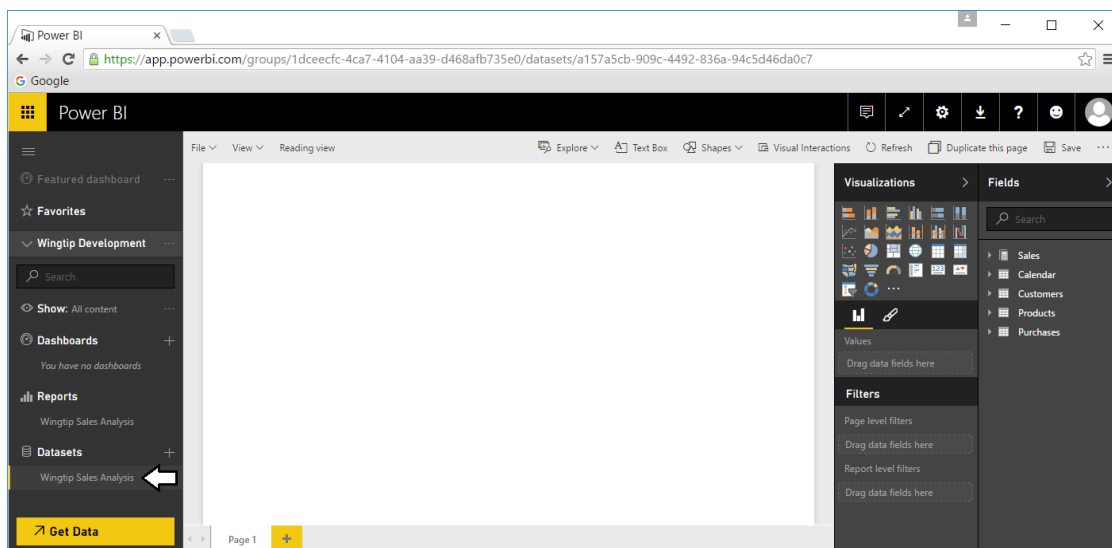 Power BI
https://app.powerbi.com/groups/1dceecfc-4ca7-4104-aa39-d468afb735e0/datasets/a157a5cb-909c-4492-836a-94c5d46da0c7
G Google
Power BI
?
File View Reading view Explore Text Box Shapes Visual Interactions Refresh Duplicate this page Save ...
Featured dashboard ...
Favorites
Wingtip Development ...
Search
Show: All content ...
Dashboards +
You have no dashboards
Reports
Wingtip Sales Analysis
Datasets +
Wingtip Sales Analysis
Get Data
Page 1 +
Visualizations >
123
...
Values
Drag data fields here
Filters
Page level filters
Drag data fields here
Report level filters
Drag data fields here
Fields >
Search
Sales
Calendar
Customers
Products
Purchases